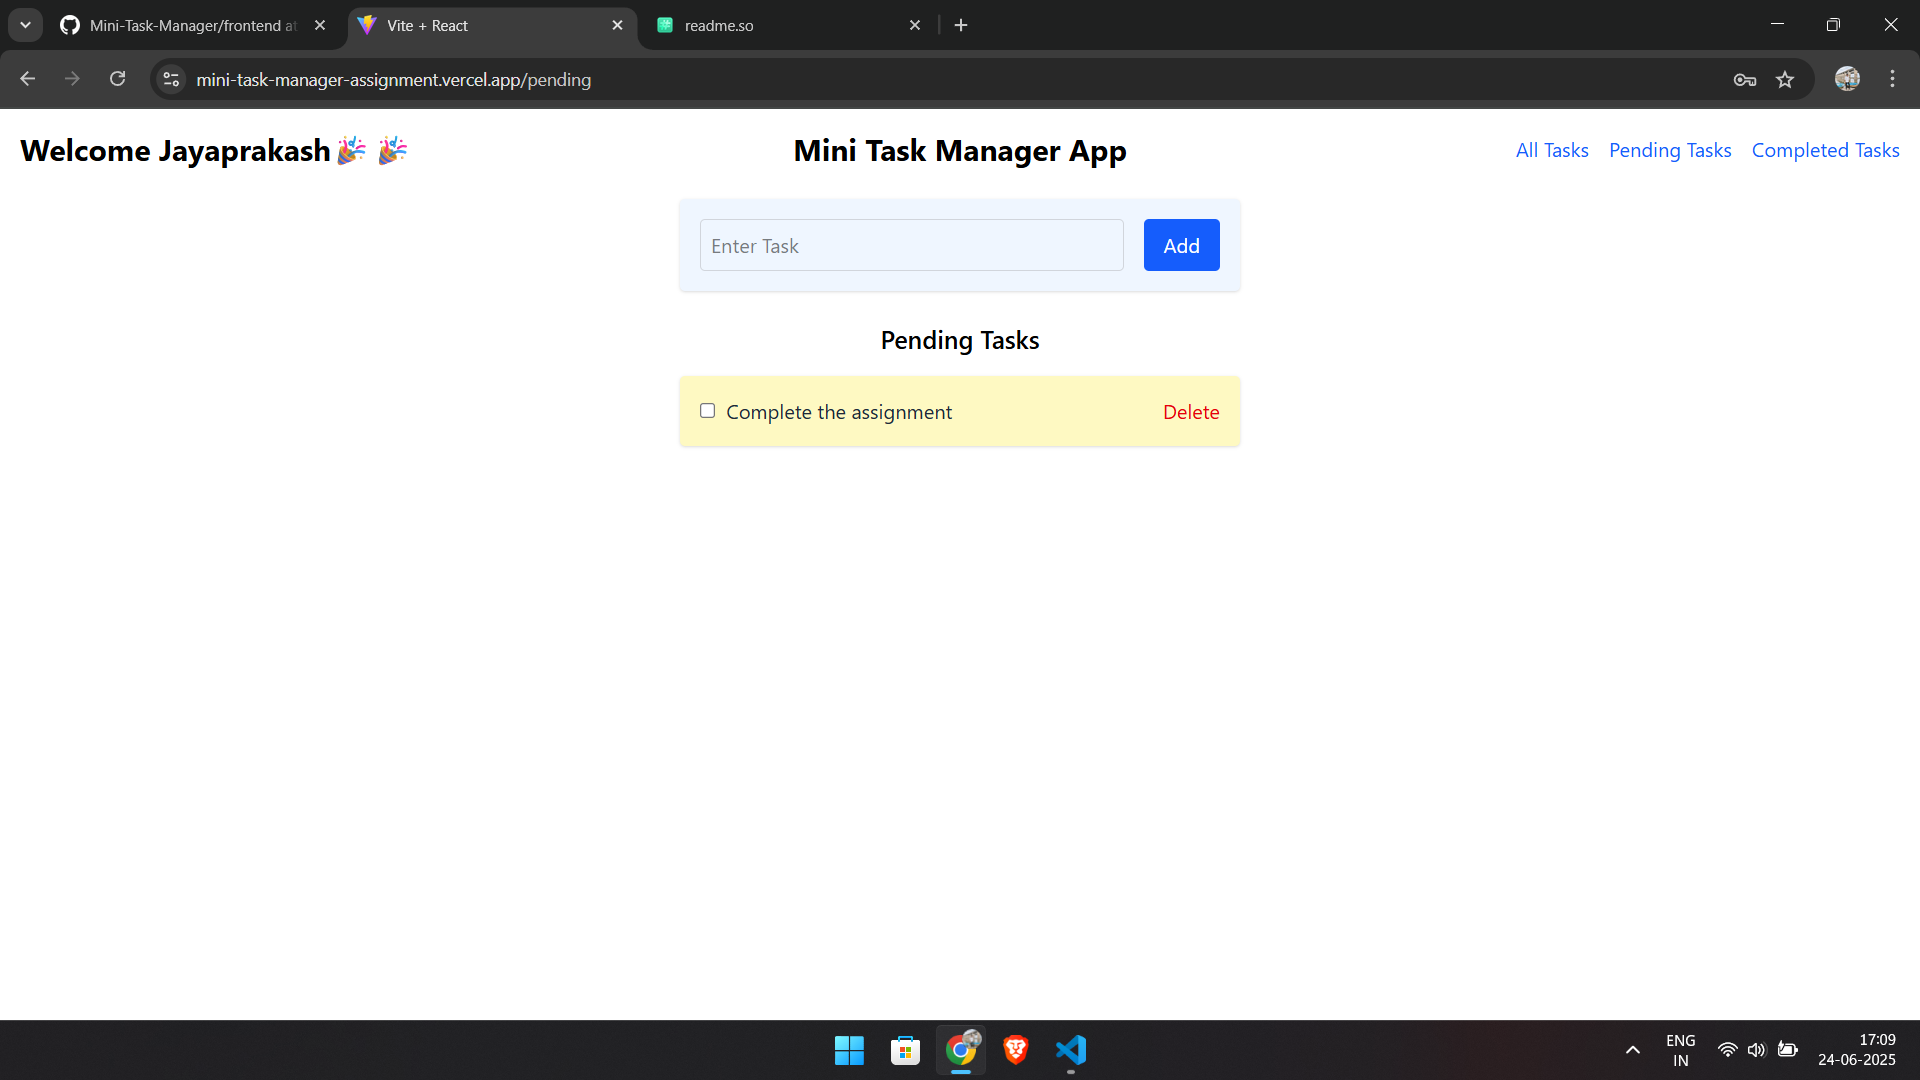 Mini-Task-Manager/frontend at
Vite + React
readme.so
mini-task-manager-assignment.vercel.app/pending
Welcome Jayaprakash🎉 🎉
Mini Task Manager App
All Tasks
Pending Tasks
Completed Tasks
Enter Task
Add
Pending Tasks
Complete the assignment
Delete
ENG
IN
17:09
24-06-2025